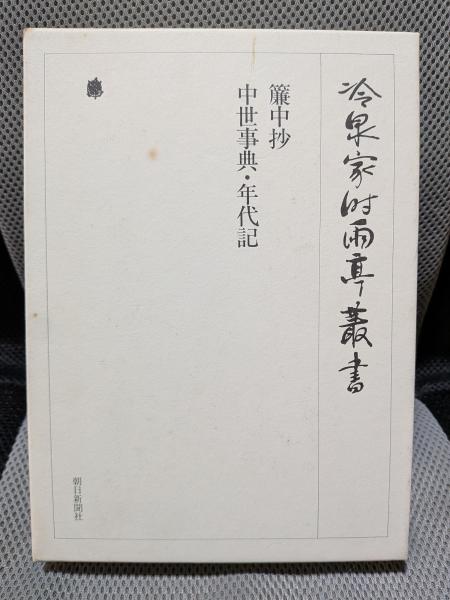 冷泉家時雨亭叢書
簾中抄
中世事典・年代記
朝日新聞社